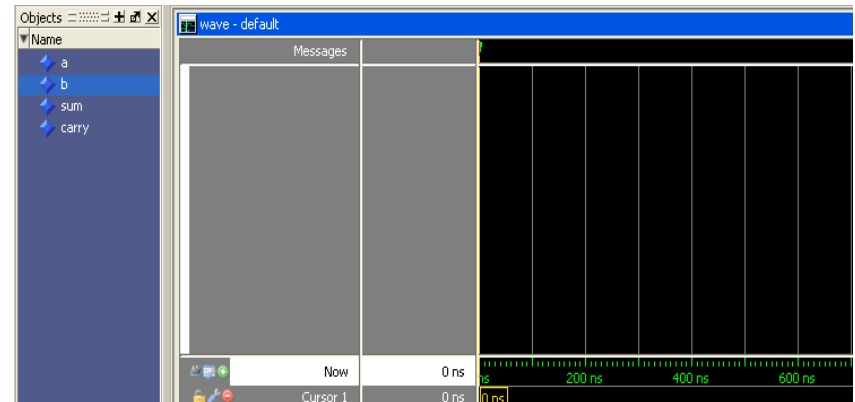 Objects
Name
a
b
sum
carry
wave - default
Messages
Now 0 ns
ns 200 ns 400 ns 600 ns
Cursor 1 0 ns 0 ns